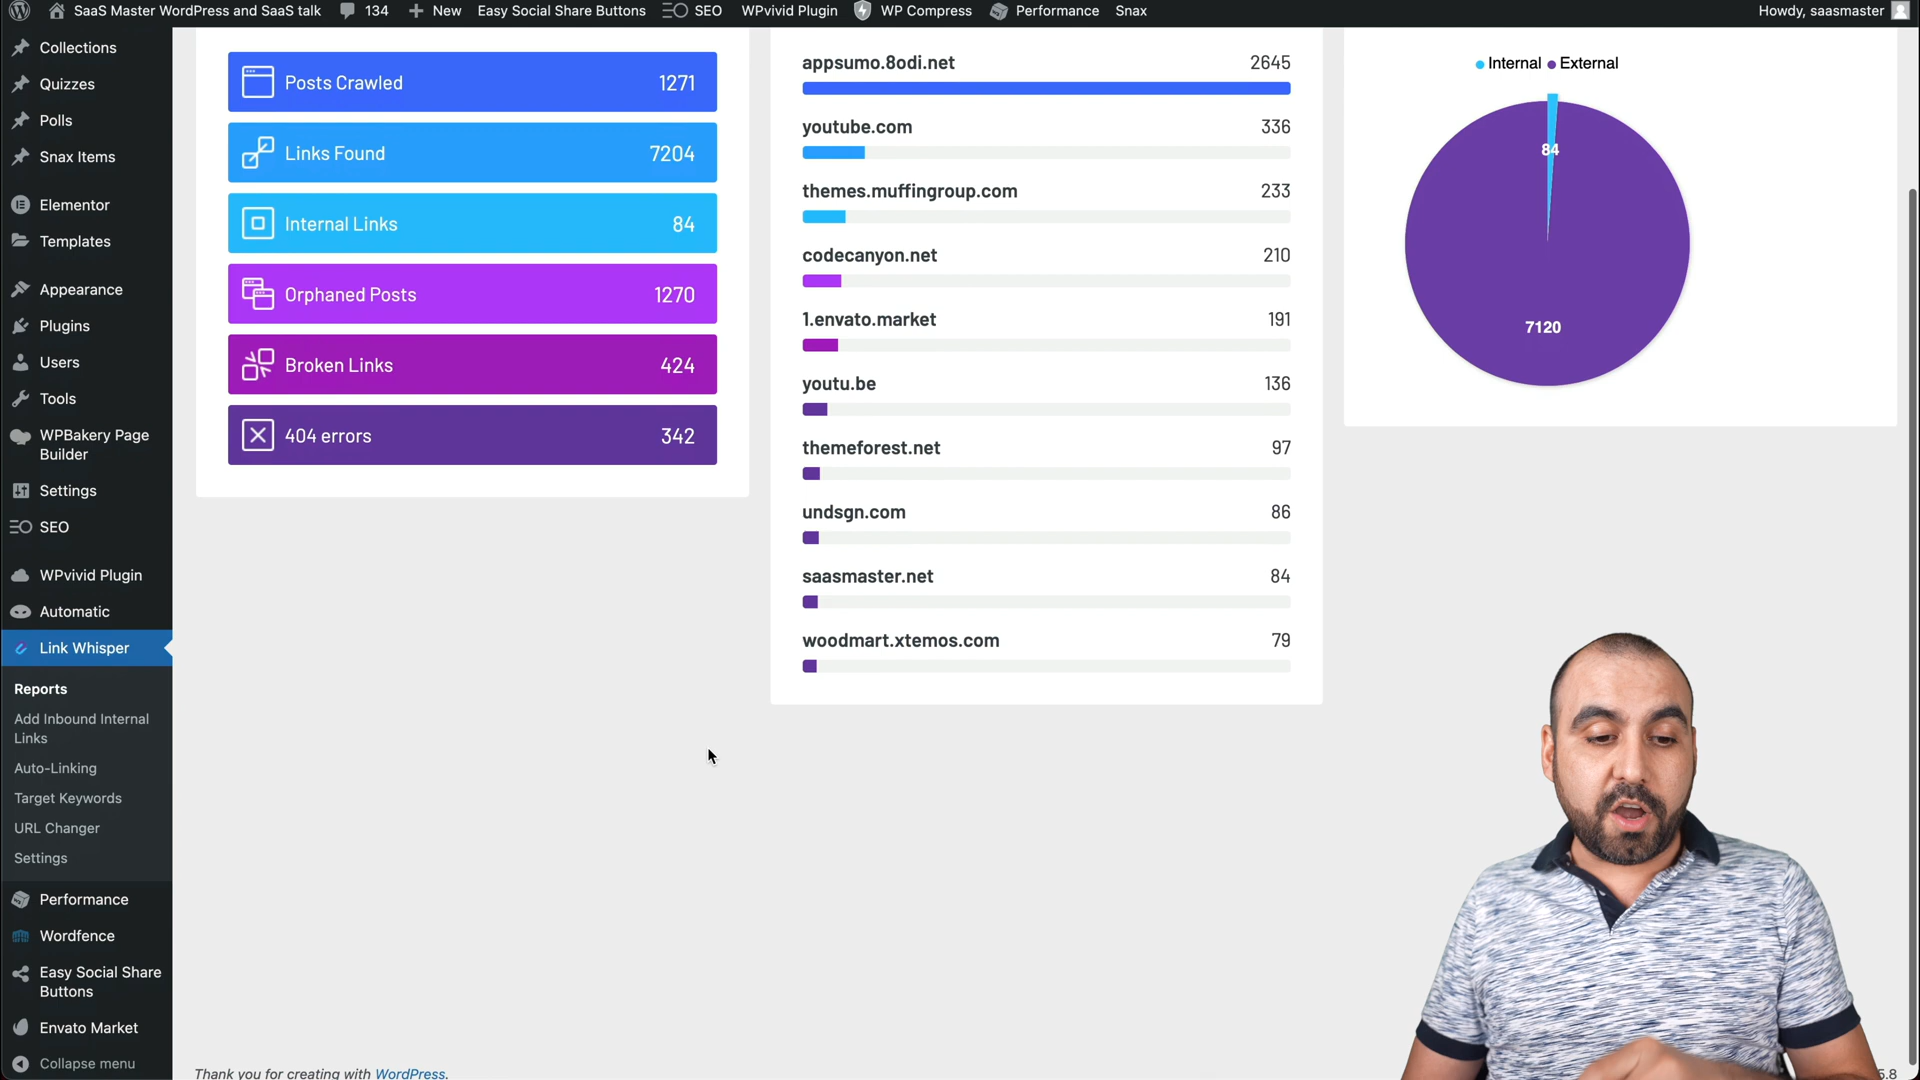 SaaS Master WordPress and SaaS talk 134 New Easy Social Share Buttons SEO WPvivid Plugin WP Compress Performance Snax Howdy, saasmaster
Collections
Quizzes
Polls
Snax Items
Elementor
Templates
Appearance
Plugins
Users
Tools
WPBakery Page
Builder
Settings
SEO
WPvivid Plugin
Automatic
Link Whisper
Reports
Add Inbound Internal
Links
Auto-Linking
Target Keywords
URL Changer
Settings
Performance
Wordfence
Easy Social Share
Buttons
Envato Market
Collapse menu
Posts Crawled 1271
Links Found 7204
Internal Links 84
Orphaned Posts 1270
Broken Links 424
404 errors 342
appsumo.8odi.net 2645
youtube.com 336
themes.muffingroup.com 233
codecanyon.net 210
1.envato.market 191
youtu.be 136
themeforest.net 97
undsgn.com 86
saasmaster.net 84
woodmart.xtemos.com 79
Internal External
84
7120
Thank you for creating with WordPress.
5.8